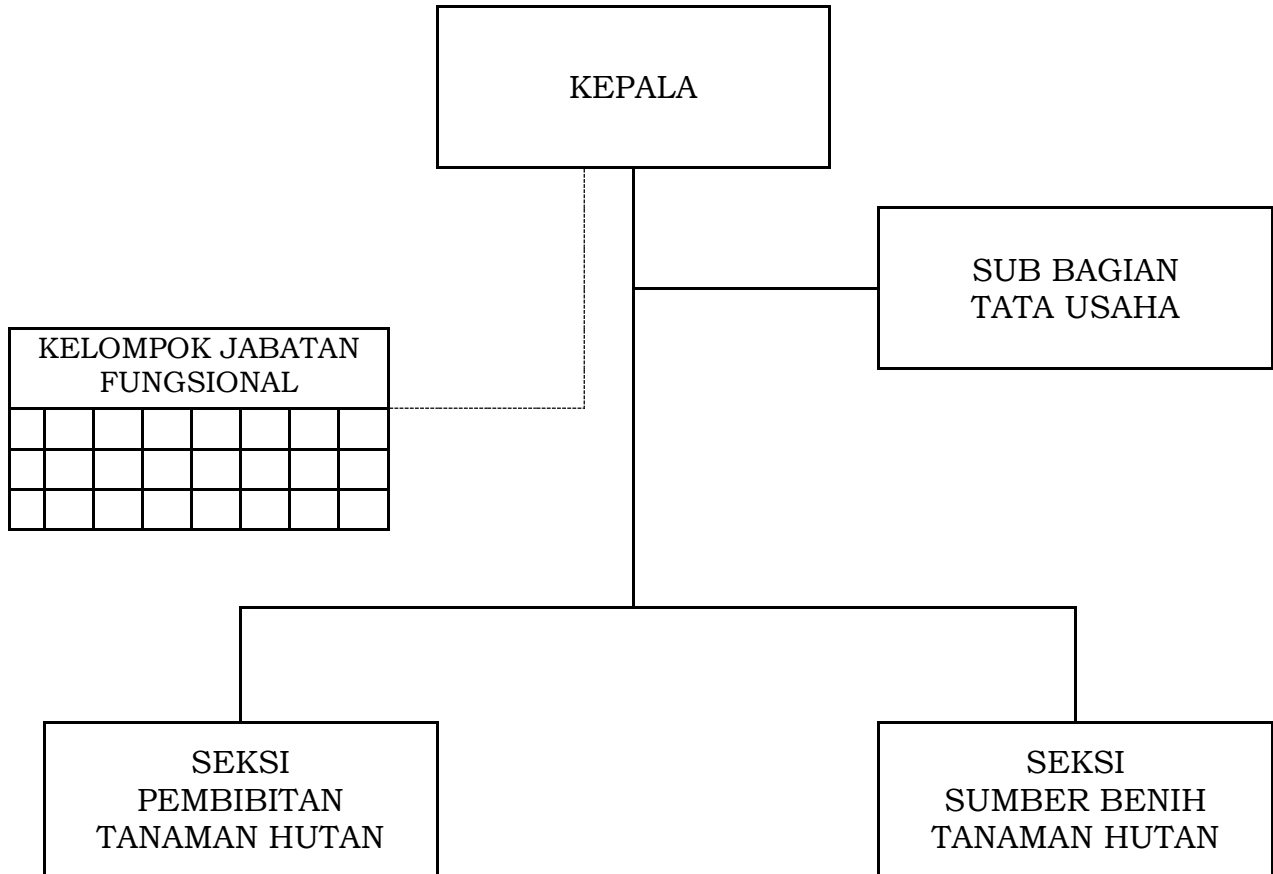 KEPALA
SUB BAGIAN
TATA USAHA
KELOMPOK JABATAN
FUNGSIONAL
SEKSI
PEMBIBITAN
TANAMAN HUTAN
SEKSI
SUMBER BENIH
TANAMAN HUTAN